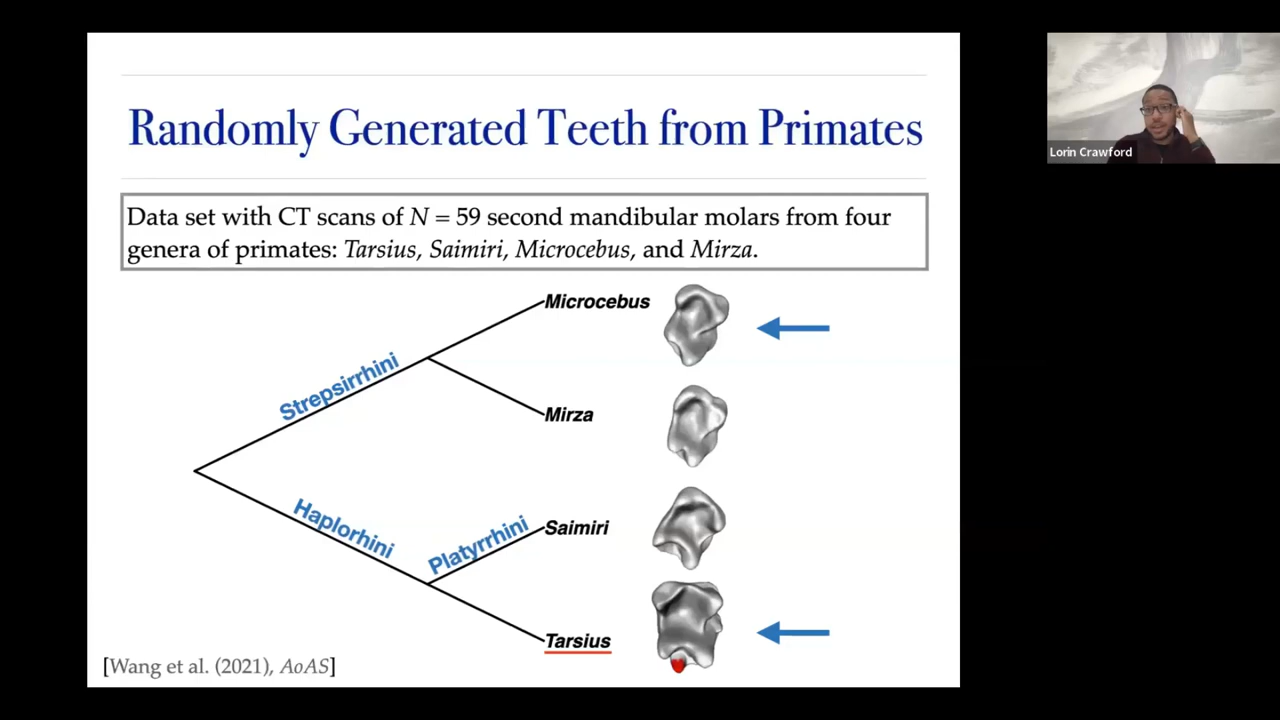 Randomly Generated Teeth from Primates
Data set with CT scans of N = 59 second mandibular molars from four
genera of primates: Tarsius, Saimiri, Microcebus, and Mirza.
Microcebus
Strepsirrhini
Mirza
Haplorhini
Platyrrhini
Saimiri
Tarsius
[Wang et al. (2021), AoAS]
Lorin Crawford